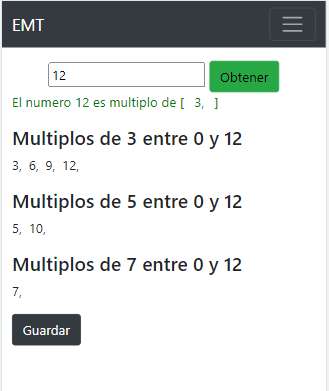 EMT
12 Obtener
El numero 12 es multiplo de [ 3, ]
Multiplos de 3 entre 0 y 12
3, 6, 9, 12,
Multiplos de 5 entre 0 y 12
5, 10,
Multiplos de 7 entre 0 y 12
7,
Guardar